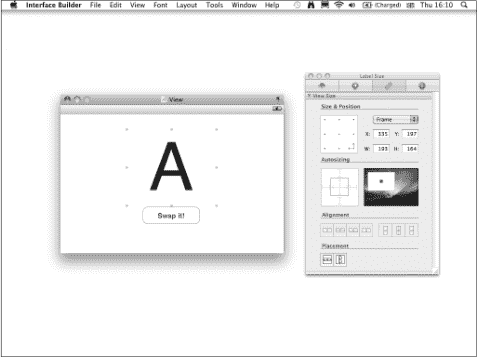 Interface Builder File Edit View Font Layout Tools Window Help (Charged) Thu 16:10
Label Size
View
View Size
Size & Position
Frame
X: 335 Y: 197
W: 193 H: 164
A
Autosizing
Swap it!
Alignment
Placement